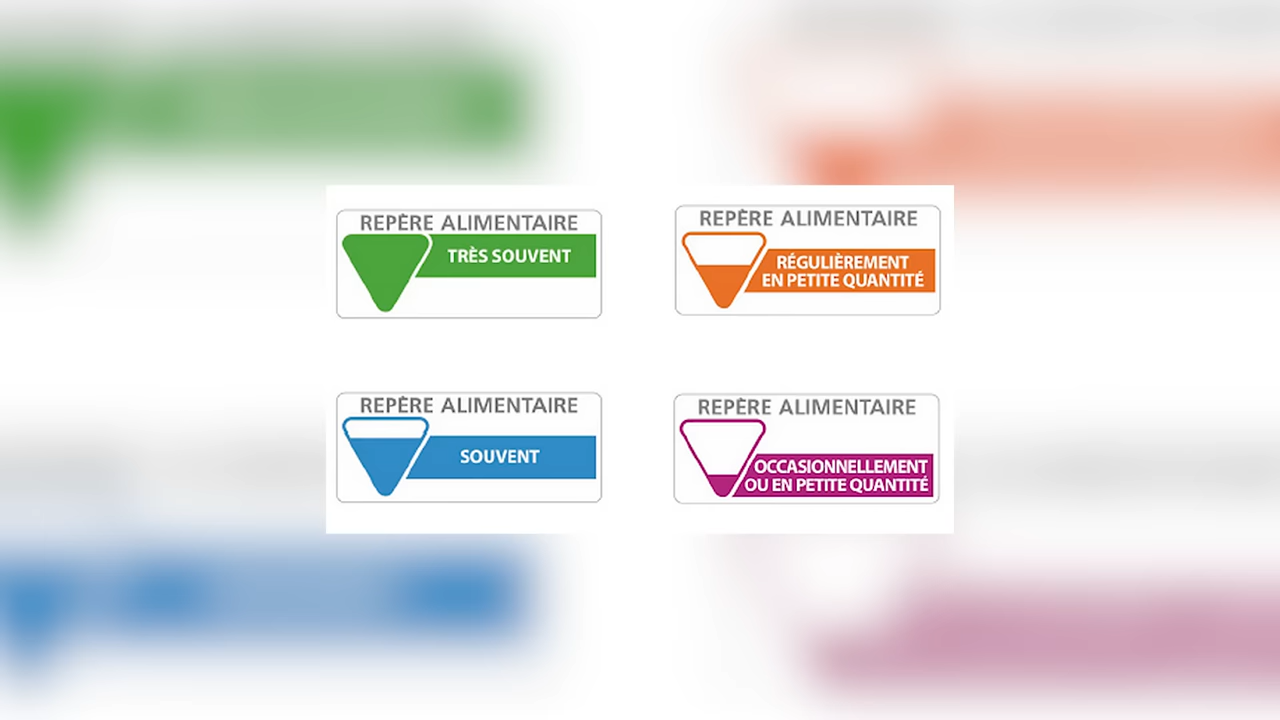 REPÈRE ALIMENTAIRE
TRÈS SOUVENT
REPÈRE ALIMENTAIRE
RÉGULIÈREMENT
EN PETITE QUANTITÉ
REPÈRE ALIMENTAIRE
SOUVENT
REPÈRE ALIMENTAIRE
OCCASIONNELLEMENT
OU EN PETITE QUANTITÉ